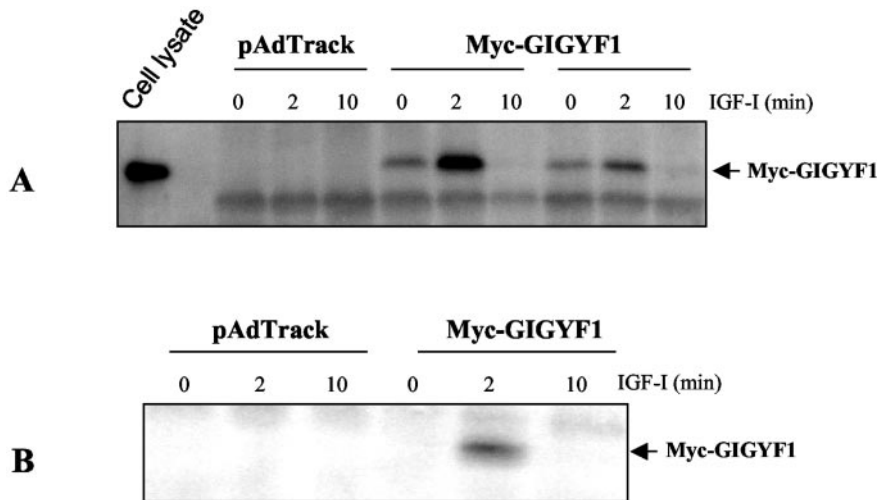 Cell lysate
pAdTrack Myc-GIGYF1
0 2 10 0 2 10 0 2 10 IGF-I (min)
A
Myc-GIGYF1
pAdTrack Myc-GIGYF1
0 2 10 0 2 10 IGF-I (min)
B
Myc-GIGYF1